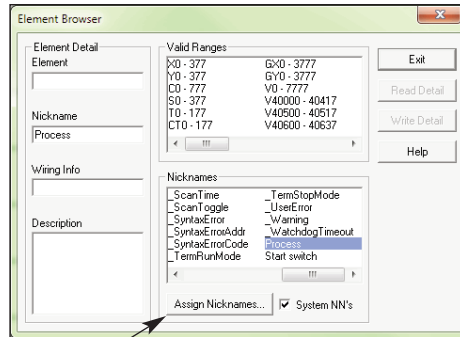 Element Browser
Element Detail
Element
Nickname
Process
Wiring Info
Description
Valid Ranges
X0 - 377 GX0 - 3777
Y0 - 377 GY0 - 3777
C0 - 777 V0 - 7777
S0 - 377 V40000 - 40417
T0 - 177 V40500 - 40517
CT0 - 177 V40600 - 40637
Nicknames
_ScanTime _TermStopMode
_ScanToggle _UserError
_SyntaxError _Warning
_SyntaxErrorAddr _WatchdogTimeout
_SyntaxErrorCode Process
_TermRunMode Start switch
Assign Nicknames... System NN's
Exit
Read Detail
Write Detail
Help